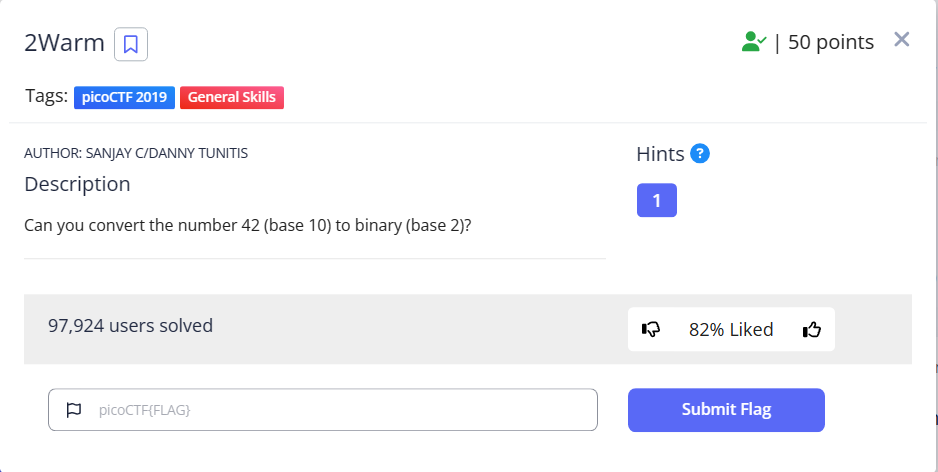 2Warm | 50 points
Tags: picoCTF 2019 General Skills
AUTHOR: SANJAY C/DANNY TUNITIS
Hints ?
Description
1
Can you convert the number 42 (base 10) to binary (base 2)?
97,924 users solved
82% Liked
picoCTF{FLAG}
Submit Flag